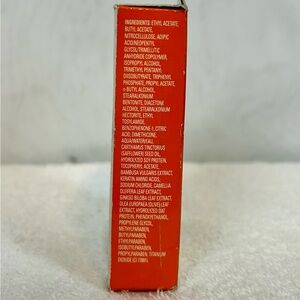 INGREDIENTS: ETHYL ACETATE,
BUTYL ACETATE,
NITROCELLULOSE, ADIPIC
ACID/NEOPENTYL
GLYCOL/TRIMELLITIC
ANHYDRIDE COPOLYMER,
ISOPROPYL ALCOHOL,
TRIMETHYL PENTANYL
DIISOBUTYRATE, TRIPHENYL
PHOSPHATE, PROPYL ACETATE,
n-BUTYL ALCOHOL,
STEARALKONIUM
BENTONITE, DIACETONE
ALCOHOL, STEARALKONIUM
HECTORITE, ETHYL
TOSYLAMIDE,
BENZOPHENONE-1, CITRIC
ACID, DIMETHICONE,
AQUA/WATER/EAU,
CARTHAMUS TINCTORIUS
(SAFFLOWER) SEED OIL,
HYDROLYZED SOY PROTEIN,
TOCOPHEROL,
BAMBUSA VULGARIS EXTRACT,
KERATIN AMINO ACIDS,
SODIUM CHLORIDE, CAMELLIA
OLEIFERA LEAF EXTRACT,
GINKGO BILOBA LEAF EXTRACT,
OLEA EUROPAEA (OLIVE) LEAF
EXTRACT, HYDROLYZED OAT
PROTEIN, PHENOXYETHANOL,
PROPYLENE GLYCOL,
METHYLPARABEN,
BUTYLPARABEN,
ETHYLPARABEN,
ISOBUTYLPARABEN,
PROPYLPARABEN, TITANIUM
DIOXIDE (CI 77891).